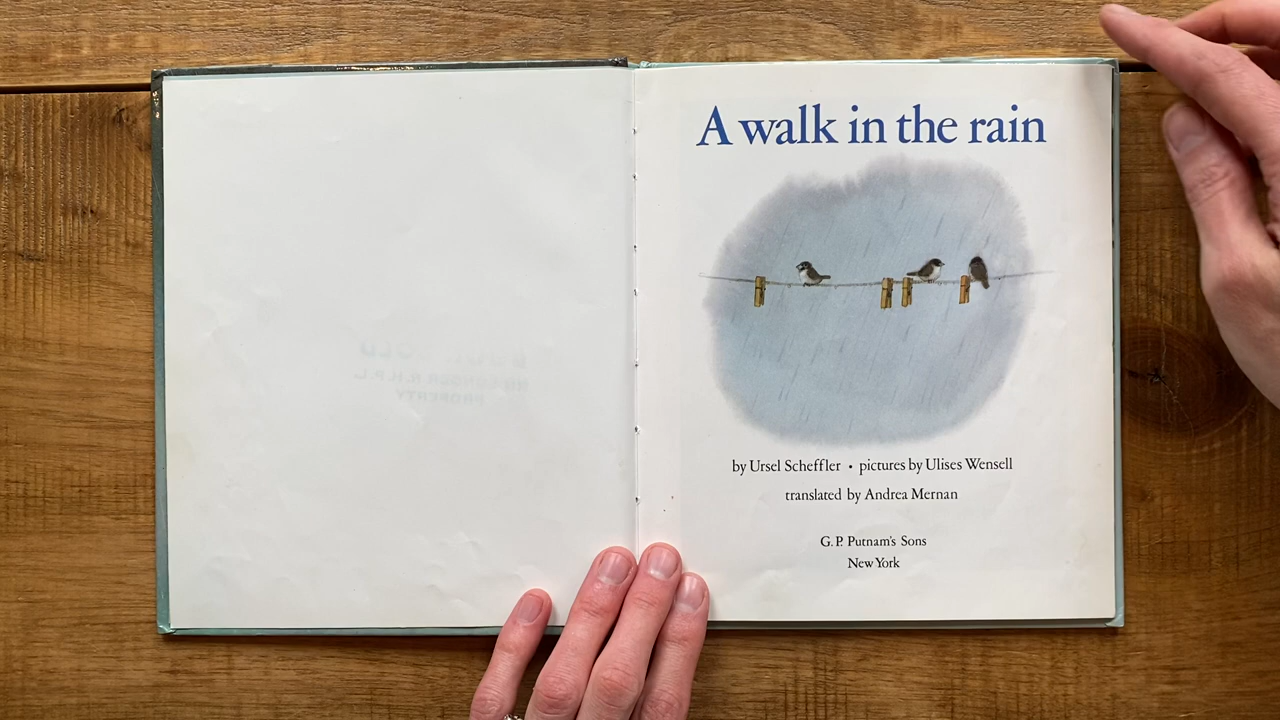 A walk in the rain
by Ursel Scheffler • pictures by Ulises Wensell
translated by Andrea Mernan
G. P. Putnam's Sons
New York
PROPERTY